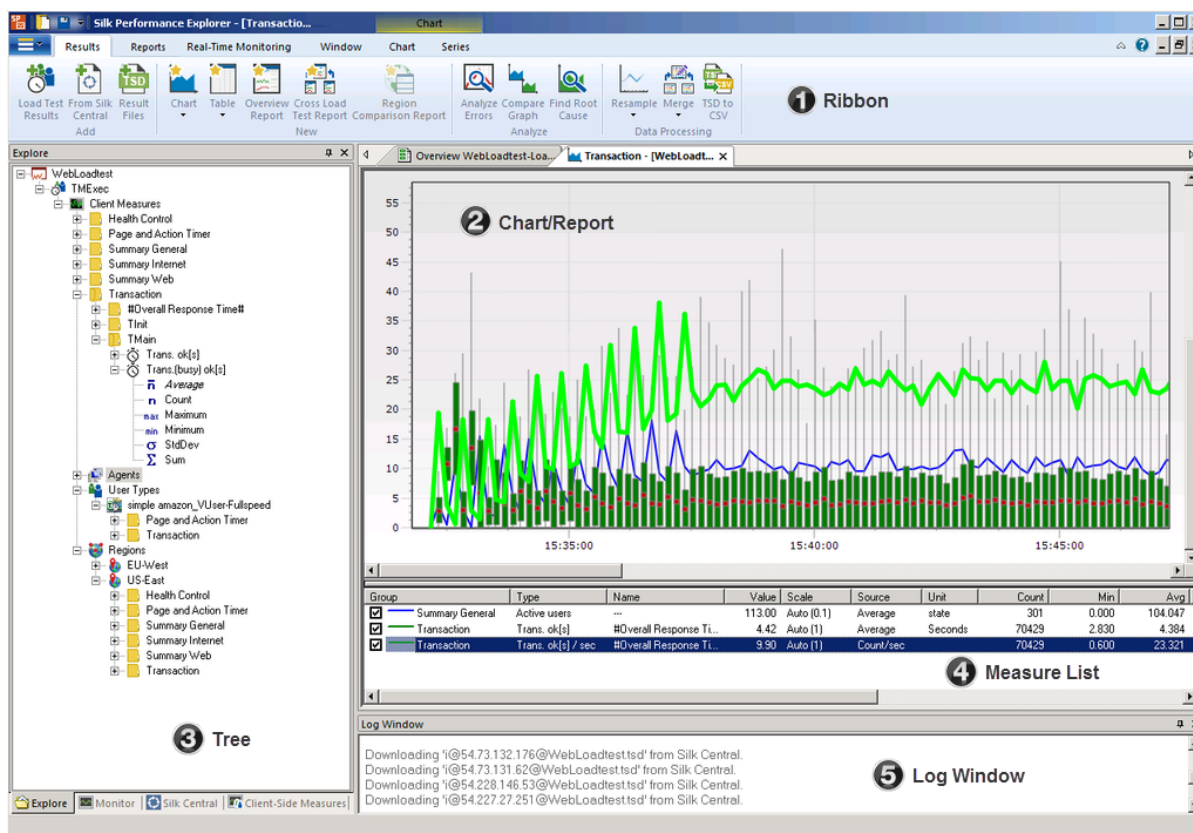 Silk Performance Explorer - [Transactio...
Chart
Results Reports Real-Time Monitoring Window Chart Series
Load Test Results
From Silk Central
Result Files
Add
Chart
Table
Overview Report
Cross Load Test Report
Region Comparison Report
New
Analyze Errors
Compare Graph
Find Root Cause
Analyze
Resample
Merge
TSD to CSV
Data Processing
1 Ribbon
Explore
WebLoadtest
TMExec
Client Measures
Health Control
Page and Action Timer
Summary General
Summary Internet
Summary Web
Transaction
#Overall Response Time#
TInit
TMain
Trans. ok[s]
Trans.(busy) ok[s]
n Average
n Count
max Maximum
min Minimum
σ StdDev
Σ Sum
Agents
User Types
simple amazon_VUser-Fullspeed
Page and Action Timer
Transaction
Regions
EU-West
US-East
Health Control
Page and Action Timer
Summary General
Summary Internet
Summary Web
Transaction
3 Tree
Explore Monitor Silk Central Client-Side Measures
Overview WebLoadtest-Loa...
Transaction - [WebLoadt...
2 Chart/Report
55
50
45
40
35
30
25
20
15
10
5
0
15:35:00 15:40:00 15:45:00
Group Type Name Value Scale Source Unit Count Min Avg
Summary General Active users --- 113.00 Auto (0.1) Average state 301 0.000 104.047
Transaction Trans. ok[s] #Overall Response Ti... 4.42 Auto (1) Average Seconds 70429 2.830 4.384
Transaction Trans. ok[s] / sec #Overall Response Ti... 9.90 Auto (1) Count/sec 70429 0.600 23.321
4 Measure List
Log Window
Downloading 'i@54.73.132.176@WebLoadtest.tsd' from Silk Central.
Downloading 'i@54.73.131.62@WebLoadtest.tsd' from Silk Central.
Downloading 'i@54.228.146.53@WebLoadtest.tsd' from Silk Central.
Downloading 'i@54.227.27.251@WebLoadtest.tsd' from Silk Central.
5 Log Window